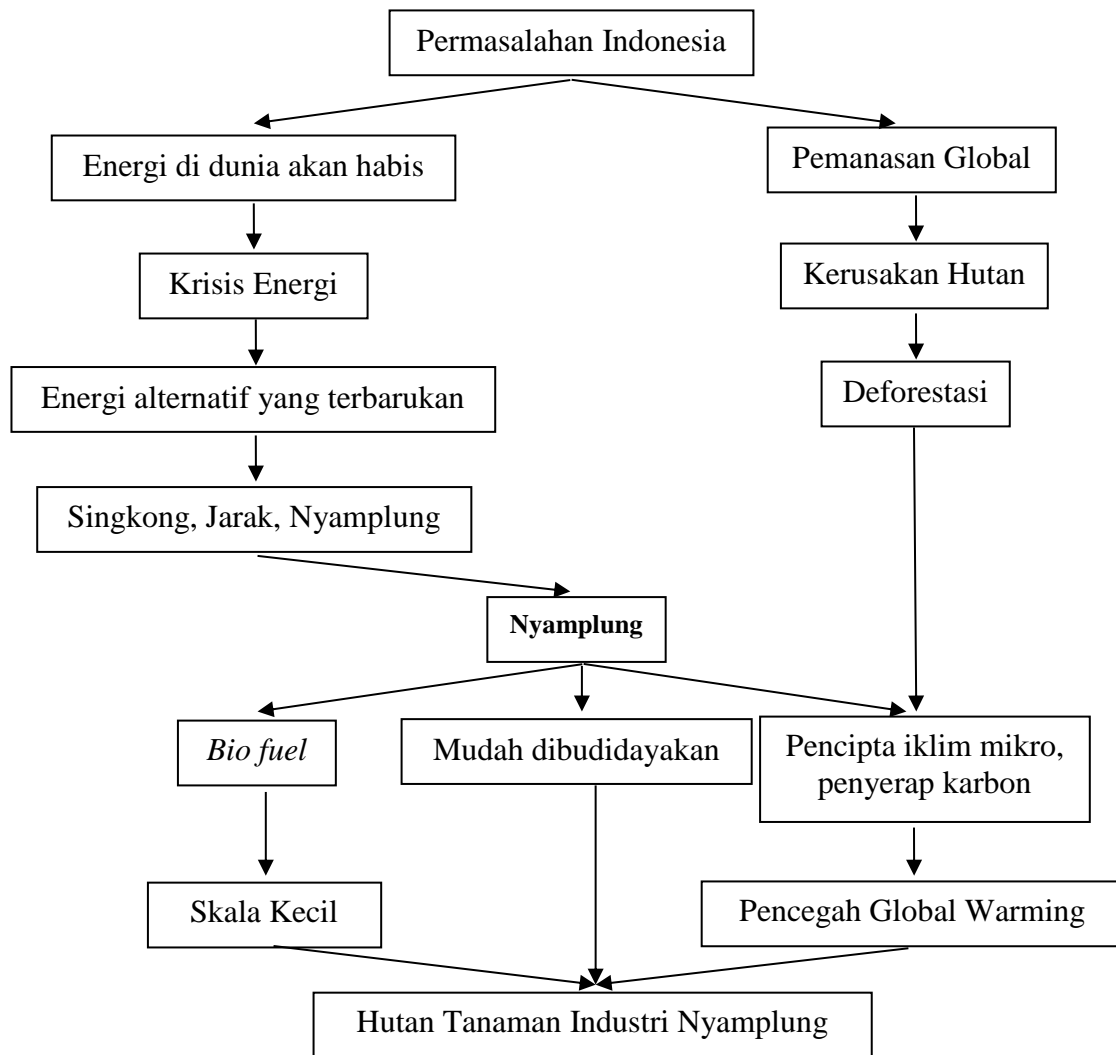 Permasalahan Indonesia
Energi di dunia akan habis
Pemanasan Global
Krisis Energi
Kerusakan Hutan
Energi alternatif yang terbarukan
Deforestasi
Singkong, Jarak, Nyamplung
Nyamplung
Bio fuel
Mudah dibudidayakan
Pencipta iklim mikro,
penyerap karbon
Skala Kecil
Pencegah Global Warming
Hutan Tanaman Industri Nyamplung